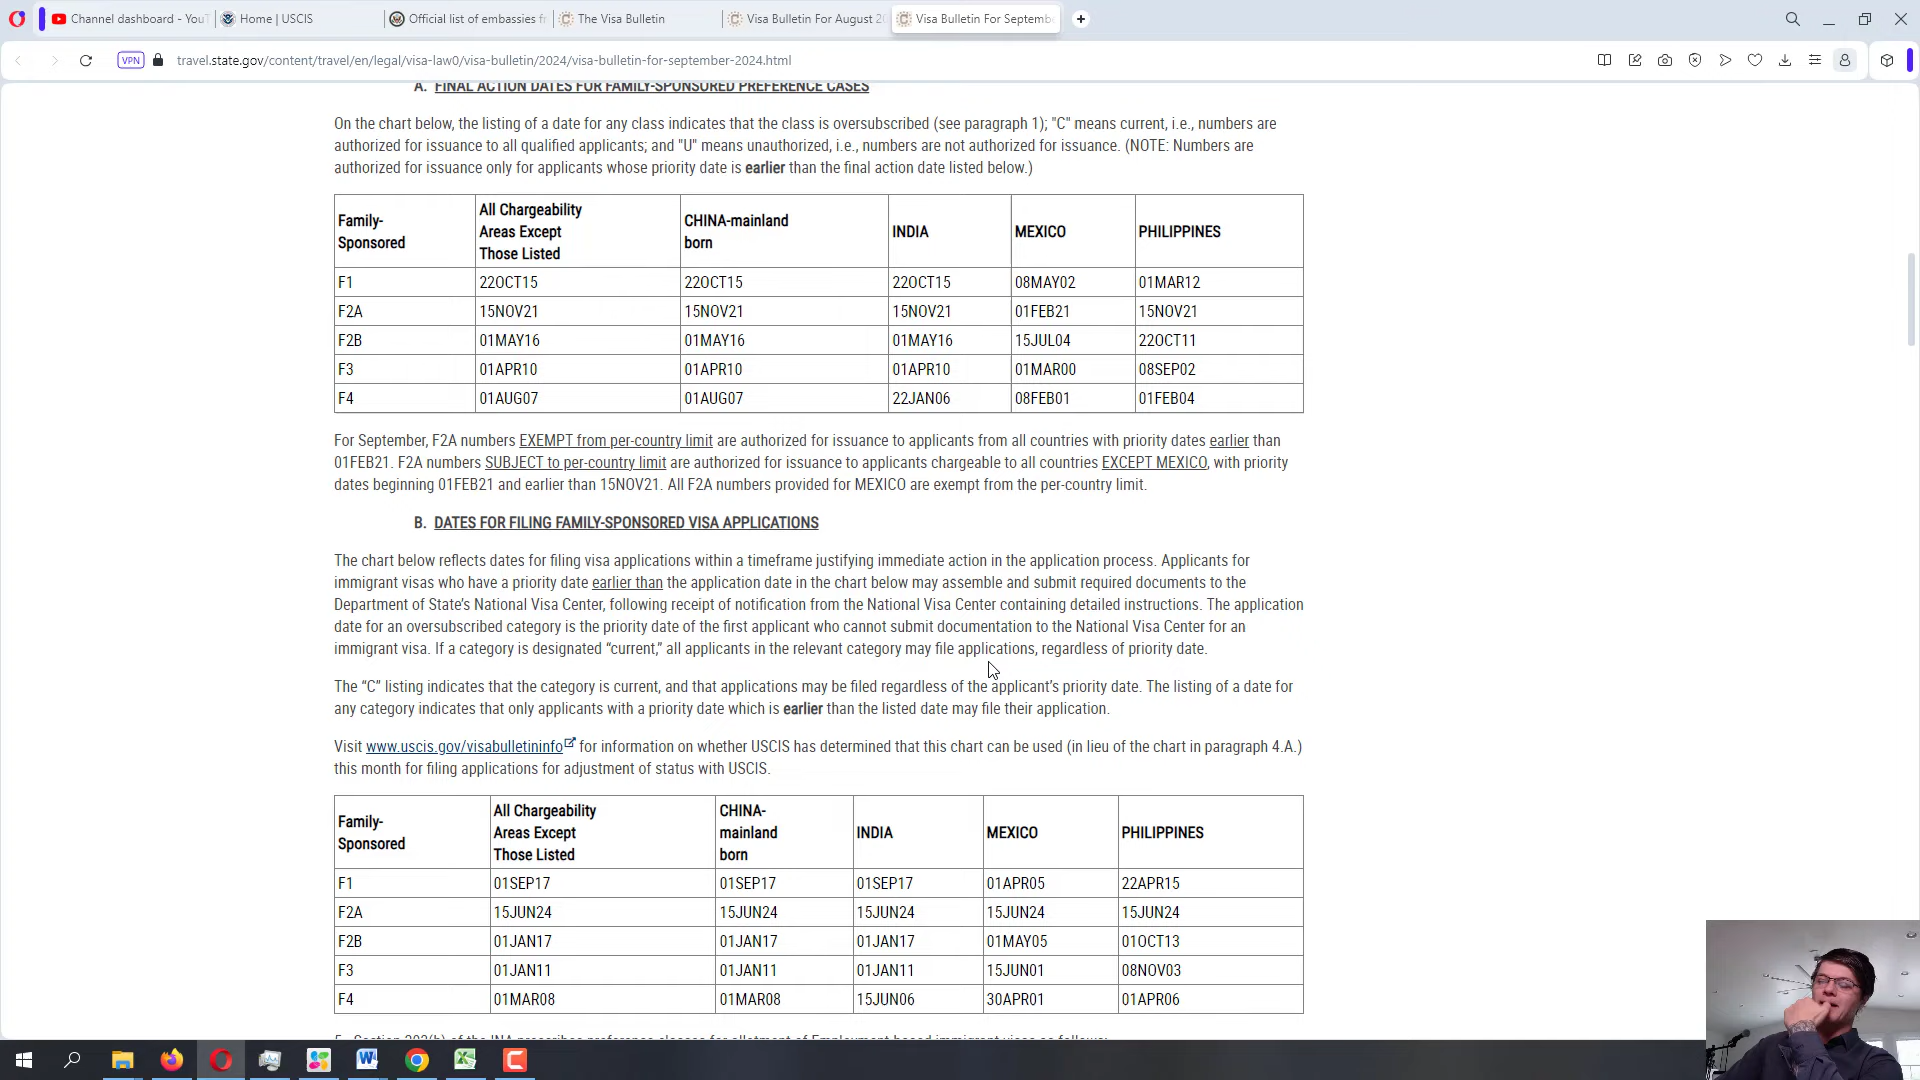 Channel dashboard - YouT
Home | USCIS
Official list of embassies fr
The Visa Bulletin
Visa Bulletin For August 20
Visa Bulletin For Septembe
VPN
travel.state.gov/content/travel/en/legal/visa-law0/visa-bulletin/2024/visa-bulletin-for-september-2024.html
A. FINAL ACTION DATES FOR FAMILY-SPONSORED PREFERENCE CASES
On the chart below, the listing of a date for any class indicates that the class is oversubscribed (see paragraph 1); "C" means current, i.e., numbers are
authorized for issuance to all qualified applicants; and "U" means unauthorized, i.e., numbers are not authorized for issuance. (NOTE: Numbers are
authorized for issuance only for applicants whose priority date is earlier than the final action date listed below.)
Family-
Sponsored
All Chargeability
Areas Except
Those Listed
CHINA-mainland
born
INDIA
MEXICO
PHILIPPINES
F1 22OCT15 22OCT15 22OCT15 08MAY02 01MAR12
F2A 15NOV21 15NOV21 15NOV21 01FEB21 15NOV21
F2B 01MAY16 01MAY16 01MAY16 15JUL04 22OCT11
F3 01APR10 01APR10 01APR10 01MAR00 08SEP02
F4 01AUG07 01AUG07 22JAN06 08FEB01 01FEB04
For September, F2A numbers EXEMPT from per-country limit are authorized for issuance to applicants from all countries with priority dates earlier than
01FEB21. F2A numbers SUBJECT to per-country limit are authorized for issuance to applicants chargeable to all countries EXCEPT MEXICO, with priority
dates beginning 01FEB21 and earlier than 15NOV21. All F2A numbers provided for MEXICO are exempt from the per-country limit.
B. DATES FOR FILING FAMILY-SPONSORED VISA APPLICATIONS
The chart below reflects dates for filing visa applications within a timeframe justifying immediate action in the application process. Applicants for
immigrant visas who have a priority date earlier than the application date in the chart below may assemble and submit required documents to the
Department of State's National Visa Center, following receipt of notification from the National Visa Center containing detailed instructions. The application
date for an oversubscribed category is the priority date of the first applicant who cannot submit documentation to the National Visa Center for an
immigrant visa. If a category is designated “current,” all applicants in the relevant category may file applications, regardless of priority date.
The “C” listing indicates that the category is current, and that applications may be filed regardless of the applicant's priority date. The listing of a date for
any category indicates that only applicants with a priority date which is earlier than the listed date may file their application.
Visit www.uscis.gov/visabulletininfo for information on whether USCIS has determined that this chart can be used (in lieu of the chart in paragraph 4.A.)
this month for filing applications for adjustment of status with USCIS.
Family-
Sponsored
All Chargeability
Areas Except
Those Listed
CHINA-
mainland
born
INDIA
MEXICO
PHILIPPINES
F1 01SEP17 01SEP17 01SEP17 01APR05 22APR15
F2A 15JUN24 15JUN24 15JUN24 15JUN24 15JUN24
F2B 01JAN17 01JAN17 01JAN17 01MAY05 01OCT13
F3 01JAN11 01JAN11 01JAN11 15JUN01 08NOV03
F4 01MAR08 01MAR08 15JUN06 30APR01 01APR06
5. Section 203(b) of the INA prescribes preference classes for allotment of Employment-based immigrant visas as follows: